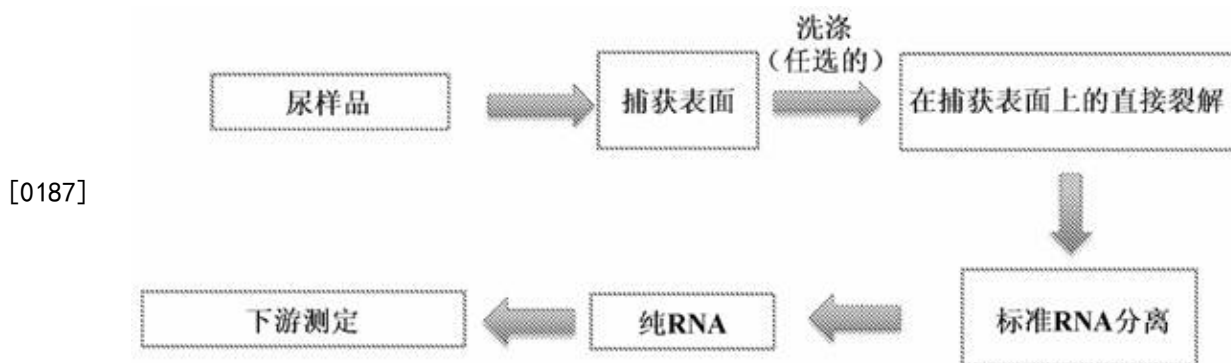 洗涤
（任选的）
尿样品
捕获表面
在捕获表面上的直接裂解
[0187]
标准RNA分离
纯RNA
下游测定